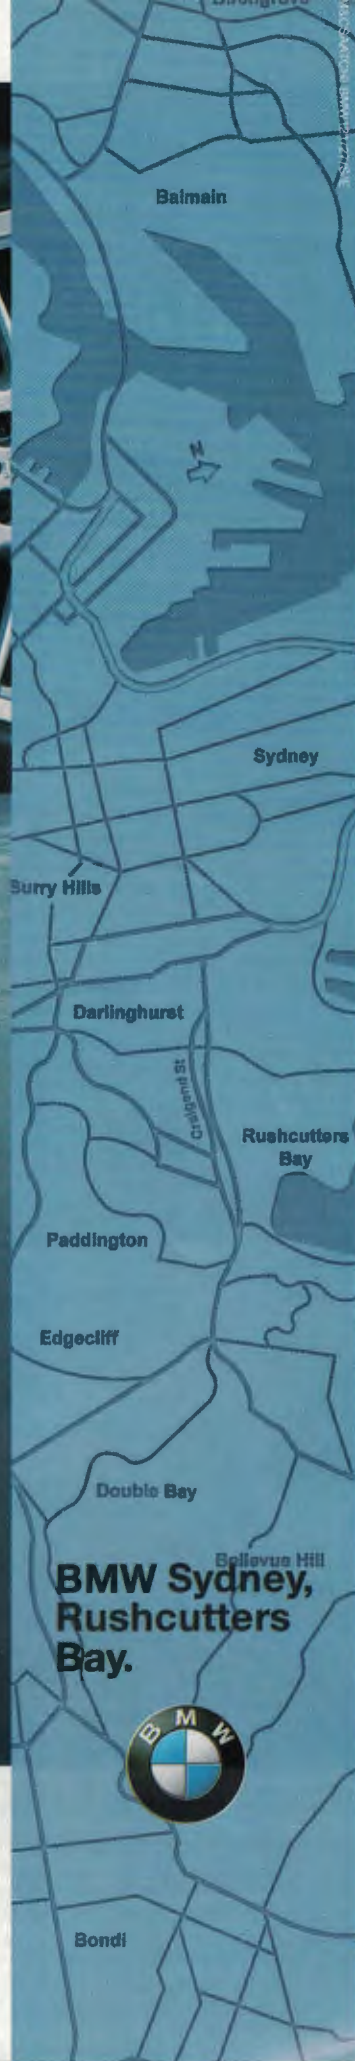 Balmain
N
Sydney
Surry Hills
Darlinghurst
Craigend St
Rushcutters
Bay
Paddington
Edgecliff
Double Bay
Bellevue Hill
BMW Sydney,
Rushcutters
Bay.
BMW
Bondi